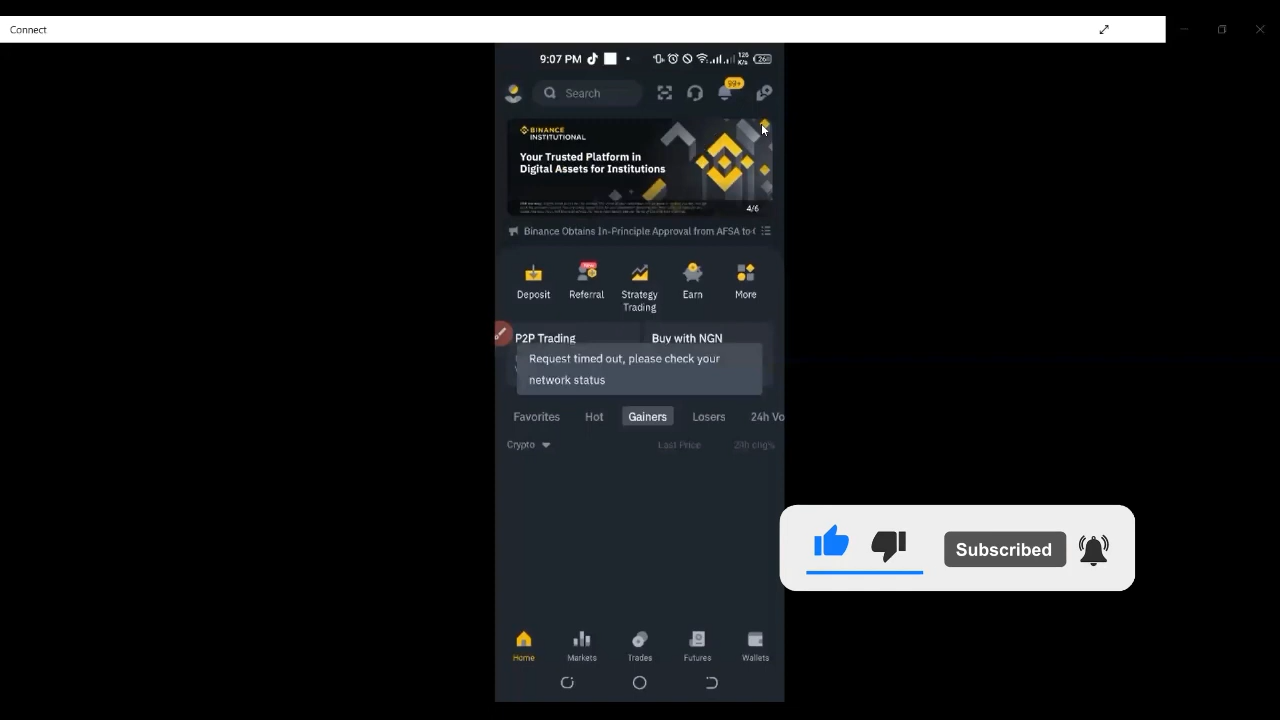 Connect
9:07 PM
126
K/s
26
Search
99+
BINANCE
INSTITUTIONAL
Your Trusted Platform in
Digital Assets for Institutions
4/6
Binance Obtains In-Principle Approval from AFSA to
Deposit
Referral
Strategy
Trading
Earn
More
P2P Trading
Buy with NGN
Request timed out, please check your
network status
Favorites
Hot
Gainers
Losers
24h Vo
Crypto
Last Price
24h chg%
Subscribed
Home
Markets
Trades
Futures
Wallets